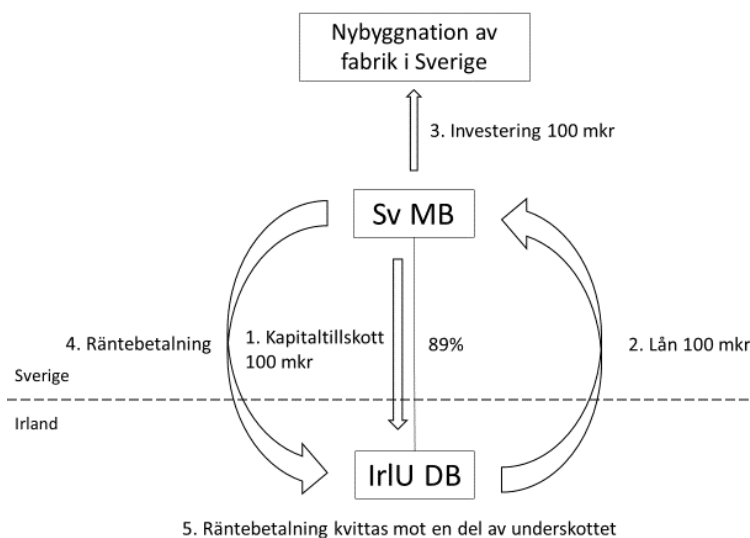 Nybyggnation av
fabrik i Sverige
3. Investering 100 mkr
Sv MB
4. Räntebetalning
1. Kapitaltillskott
100 mkr
89%
2. Lån 100 mkr
Sverige
Irland
IrlU DB
5. Räntebetalning kvittas mot en del av underskottet